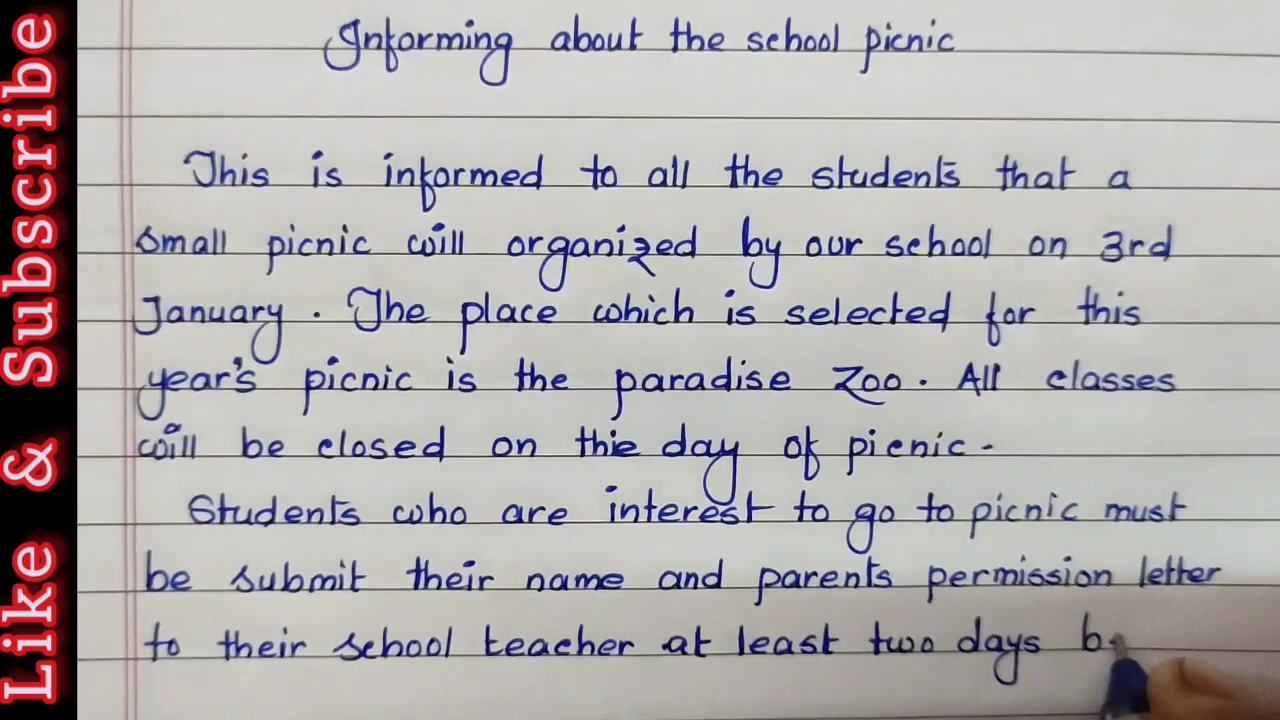 Like & Subscribe
Informing about the school picnic
This is informed to all the students that a
small picnic will organized by our school on 3rd
January. The place which is selected for this
year's picnic is the paradise Zoo. All classes
will be closed on the day of picnic.
Students who are interest to go to picnic must
be submit their name and parents permission letter
to their school teacher at least two days